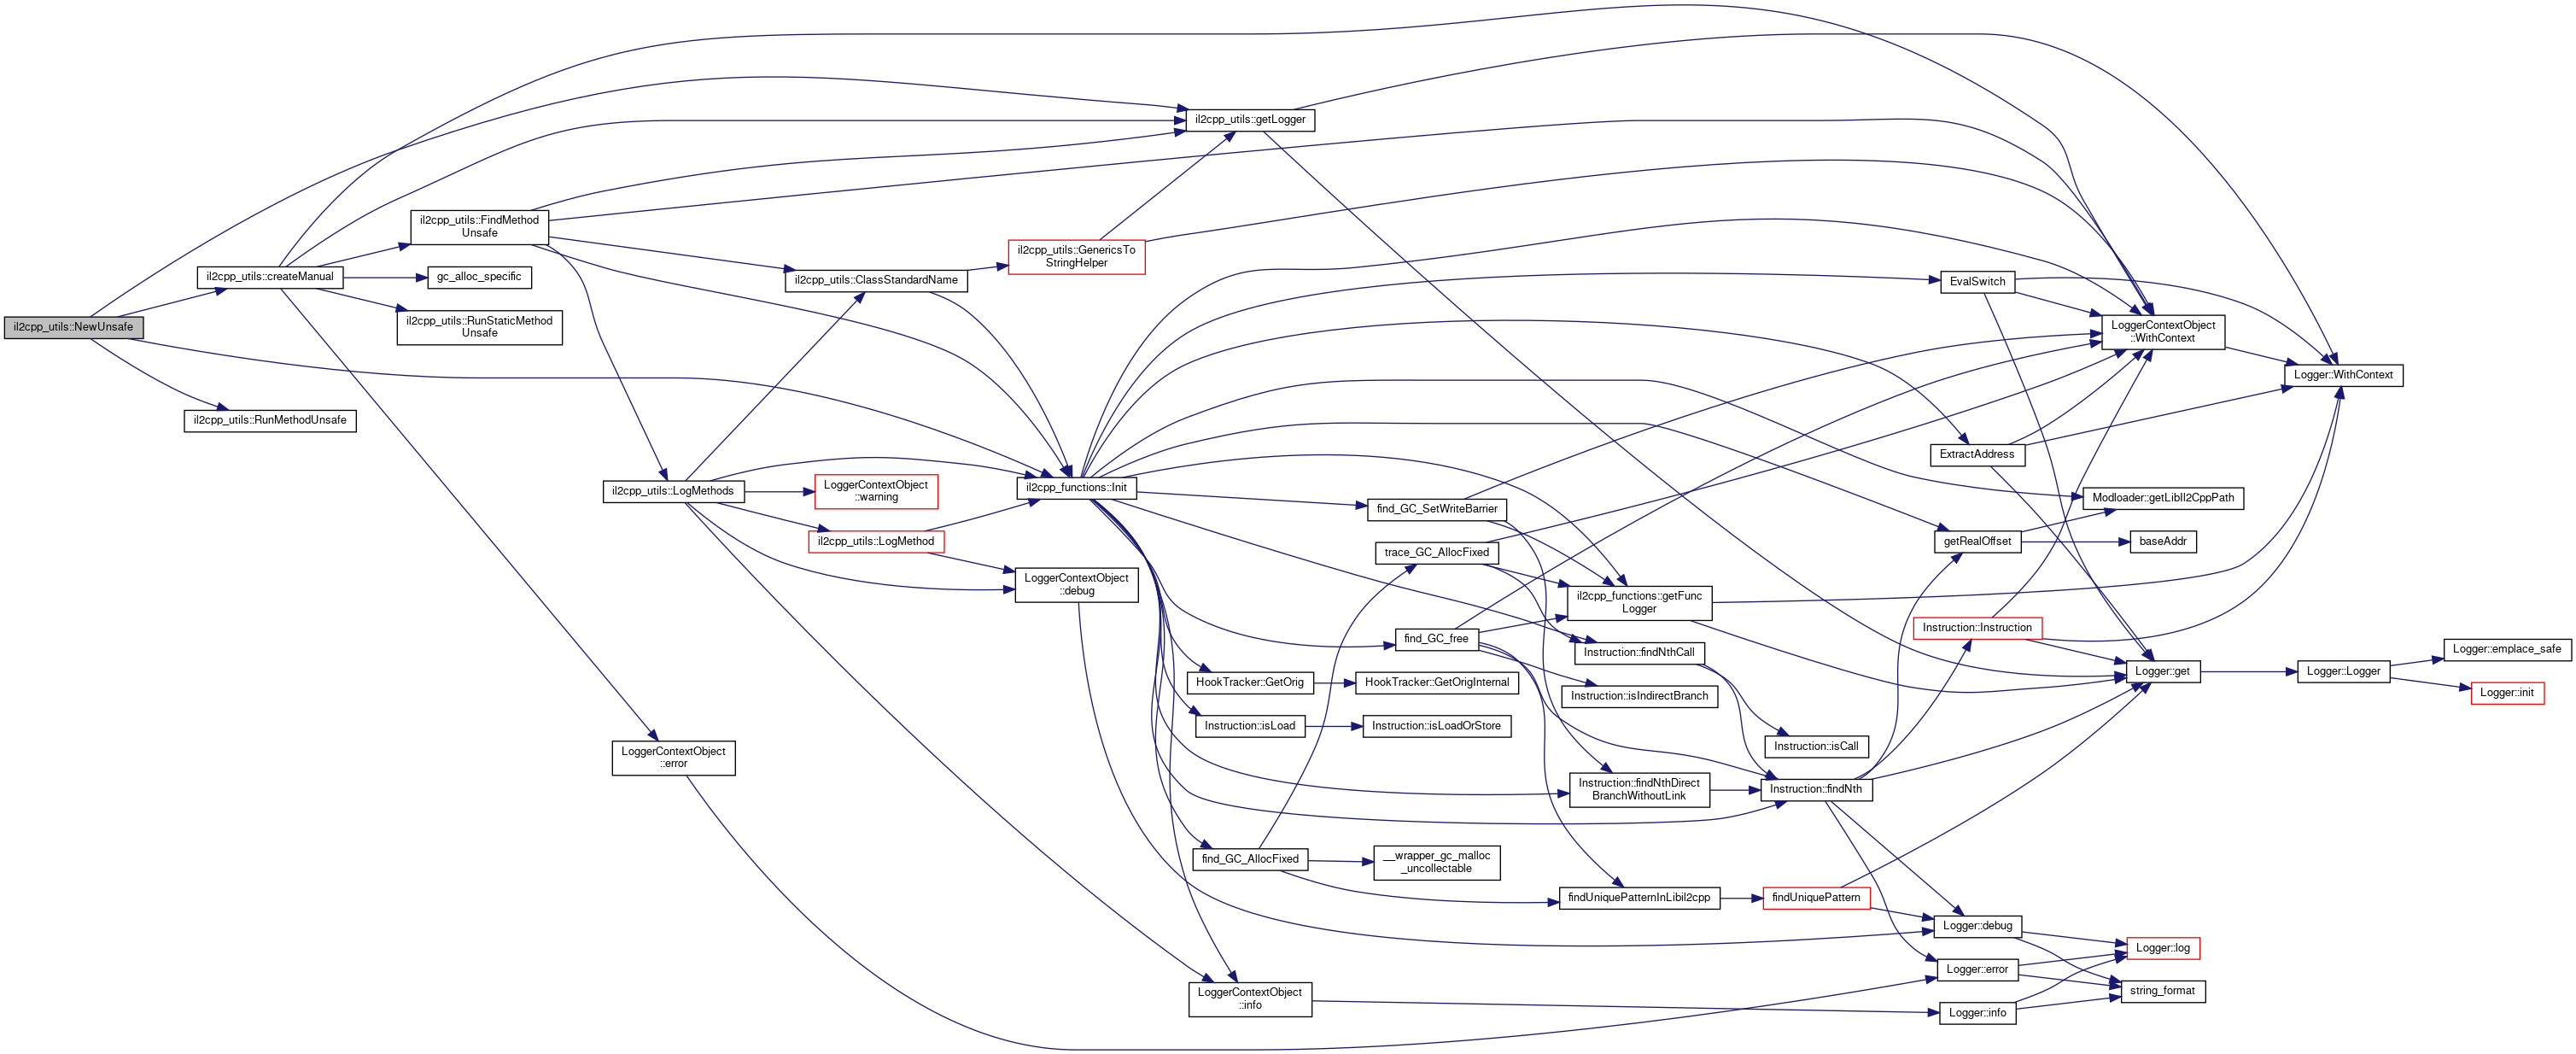 il2cpp_utils::NewUnsafe
il2cpp_utils::createManual
il2cpp_utils::RunMethodUnsafe
il2cpp_utils::FindMethod
Unsafe
gc_alloc_specific
il2cpp_utils::RunStaticMethod
Unsafe
il2cpp_utils::LogMethods
LoggerContextObject
::error
il2cpp_utils::ClassStandardName
LoggerContextObject
::warning
il2cpp_utils::LogMethod
il2cpp_utils::GenericsTo
StringHelper
il2cpp_functions::Init
LoggerContextObject
::debug
il2cpp_utils::getLogger
HookTracker::GetOrig
Instruction::isLoad
find_GC_AllocFixed
LoggerContextObject
::info
find_GC_SetWriteBarrier
trace_GC_AllocFixed
find_GC_free
HookTracker::GetOrigInternal
Instruction::isLoadOrStore
__wrapper_gc_malloc
_uncollectable
il2cpp_functions::getFunc
Logger
Instruction::findNthCall
Instruction::isIndirectBranch
Instruction::findNthDirect
BranchWithoutLink
findUniquePatternInLibil2cpp
Instruction::isCall
Instruction::findNth
findUniquePattern
EvalSwitch
ExtractAddress
getRealOffset
Instruction::Instruction
Logger::debug
Logger::error
Logger::info
LoggerContextObject
::WithContext
Modloader::getLibIl2CppPath
baseAddr
Logger::get
Logger::log
string_format
Logger::WithContext
Logger::Logger
Logger::emplace_safe
Logger::init